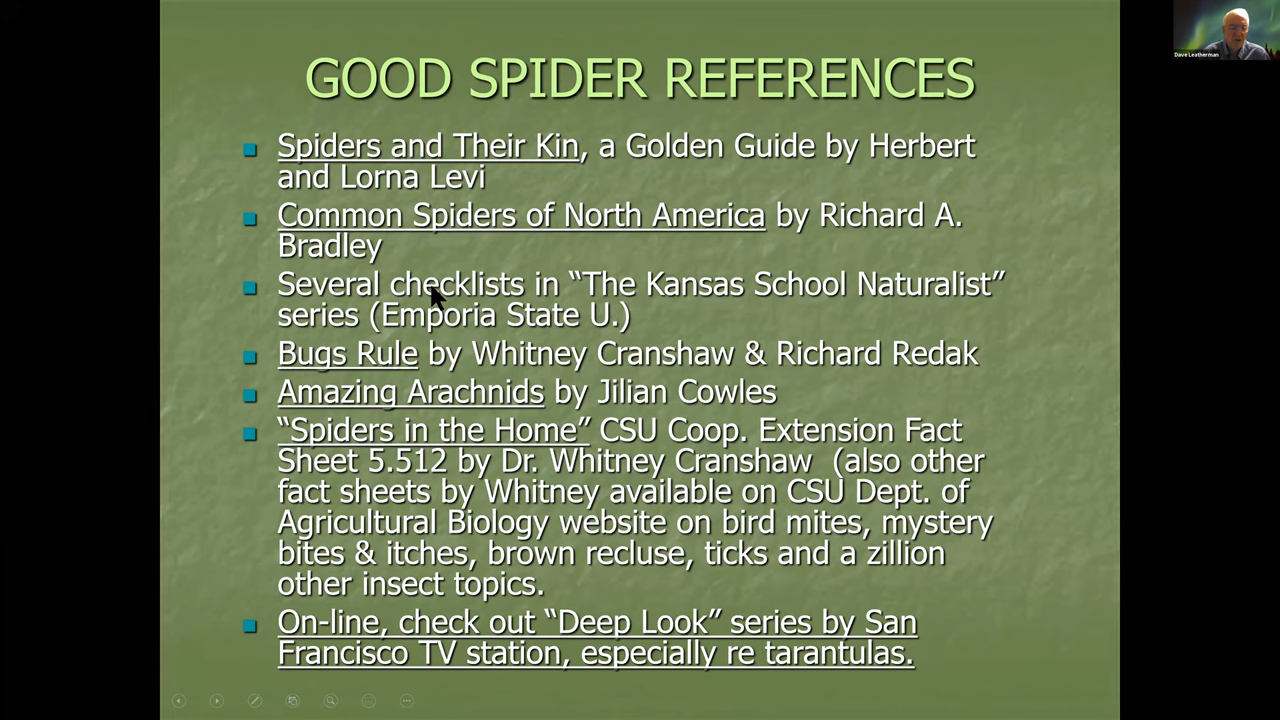 GOOD SPIDER REFERENCES
Spiders and Their Kin, a Golden Guide by Herbert
and Lorna Levi
Common Spiders of North America by Richard A.
Bradley
Several checklists in “The Kansas School Naturalist”
series (Emporia State U.)
Bugs Rule by Whitney Cranshaw & Richard Redak
Amazing Arachnids by Jilian Cowles
“Spiders in the Home” CSU Coop. Extension Fact
Sheet 5.512 by Dr. Whitney Cranshaw (also other
fact sheets by Whitney available on CSU Dept. of
Agricultural Biology website on bird mites, mystery
bites & itches, brown recluse, ticks and a zillion
other insect topics.
On-line, check out “Deep Look” series by San
Francisco TV station, especially re tarantulas.
Dave Leatherman